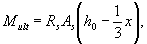 M_ult = R_s A_s (h_0 − 1/3 x),